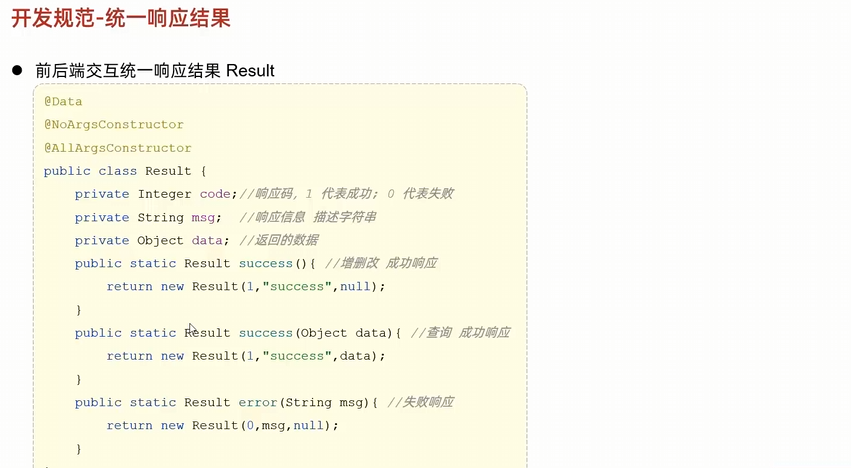 开发规范-统一响应结果
● 前后端交互统一响应结果 Result
@Data
@NoArgsConstructor
@AllArgsConstructor
public class Result {
    private Integer code;//响应码, 1 代表成功; 0 代表失败
    private String msg;  //响应信息 描述字符串
    private Object data; //返回的数据
    public static Result success(){ //增删改 成功响应
        return new Result(1,"success",null);
    }
    public static Result success(Object data){ //查询 成功响应
        return new Result(1,"success",data);
    }
    public static Result error(String msg){ //失败响应
        return new Result(0,msg,null);
    }